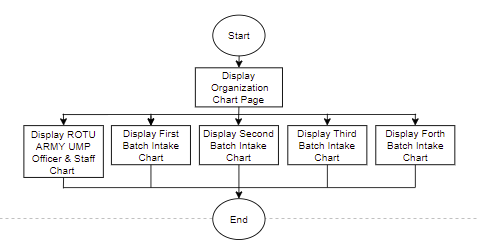 Start
Display
Organization
Chart Page
Display ROTU
ARMY UMP
Officer & Staff
Chart
Display First
Batch Intake
Chart
Display Second
Batch Intake
Chart
Display Third
Batch Intake
Chart
Display Forth
Batch Intake
Chart
End